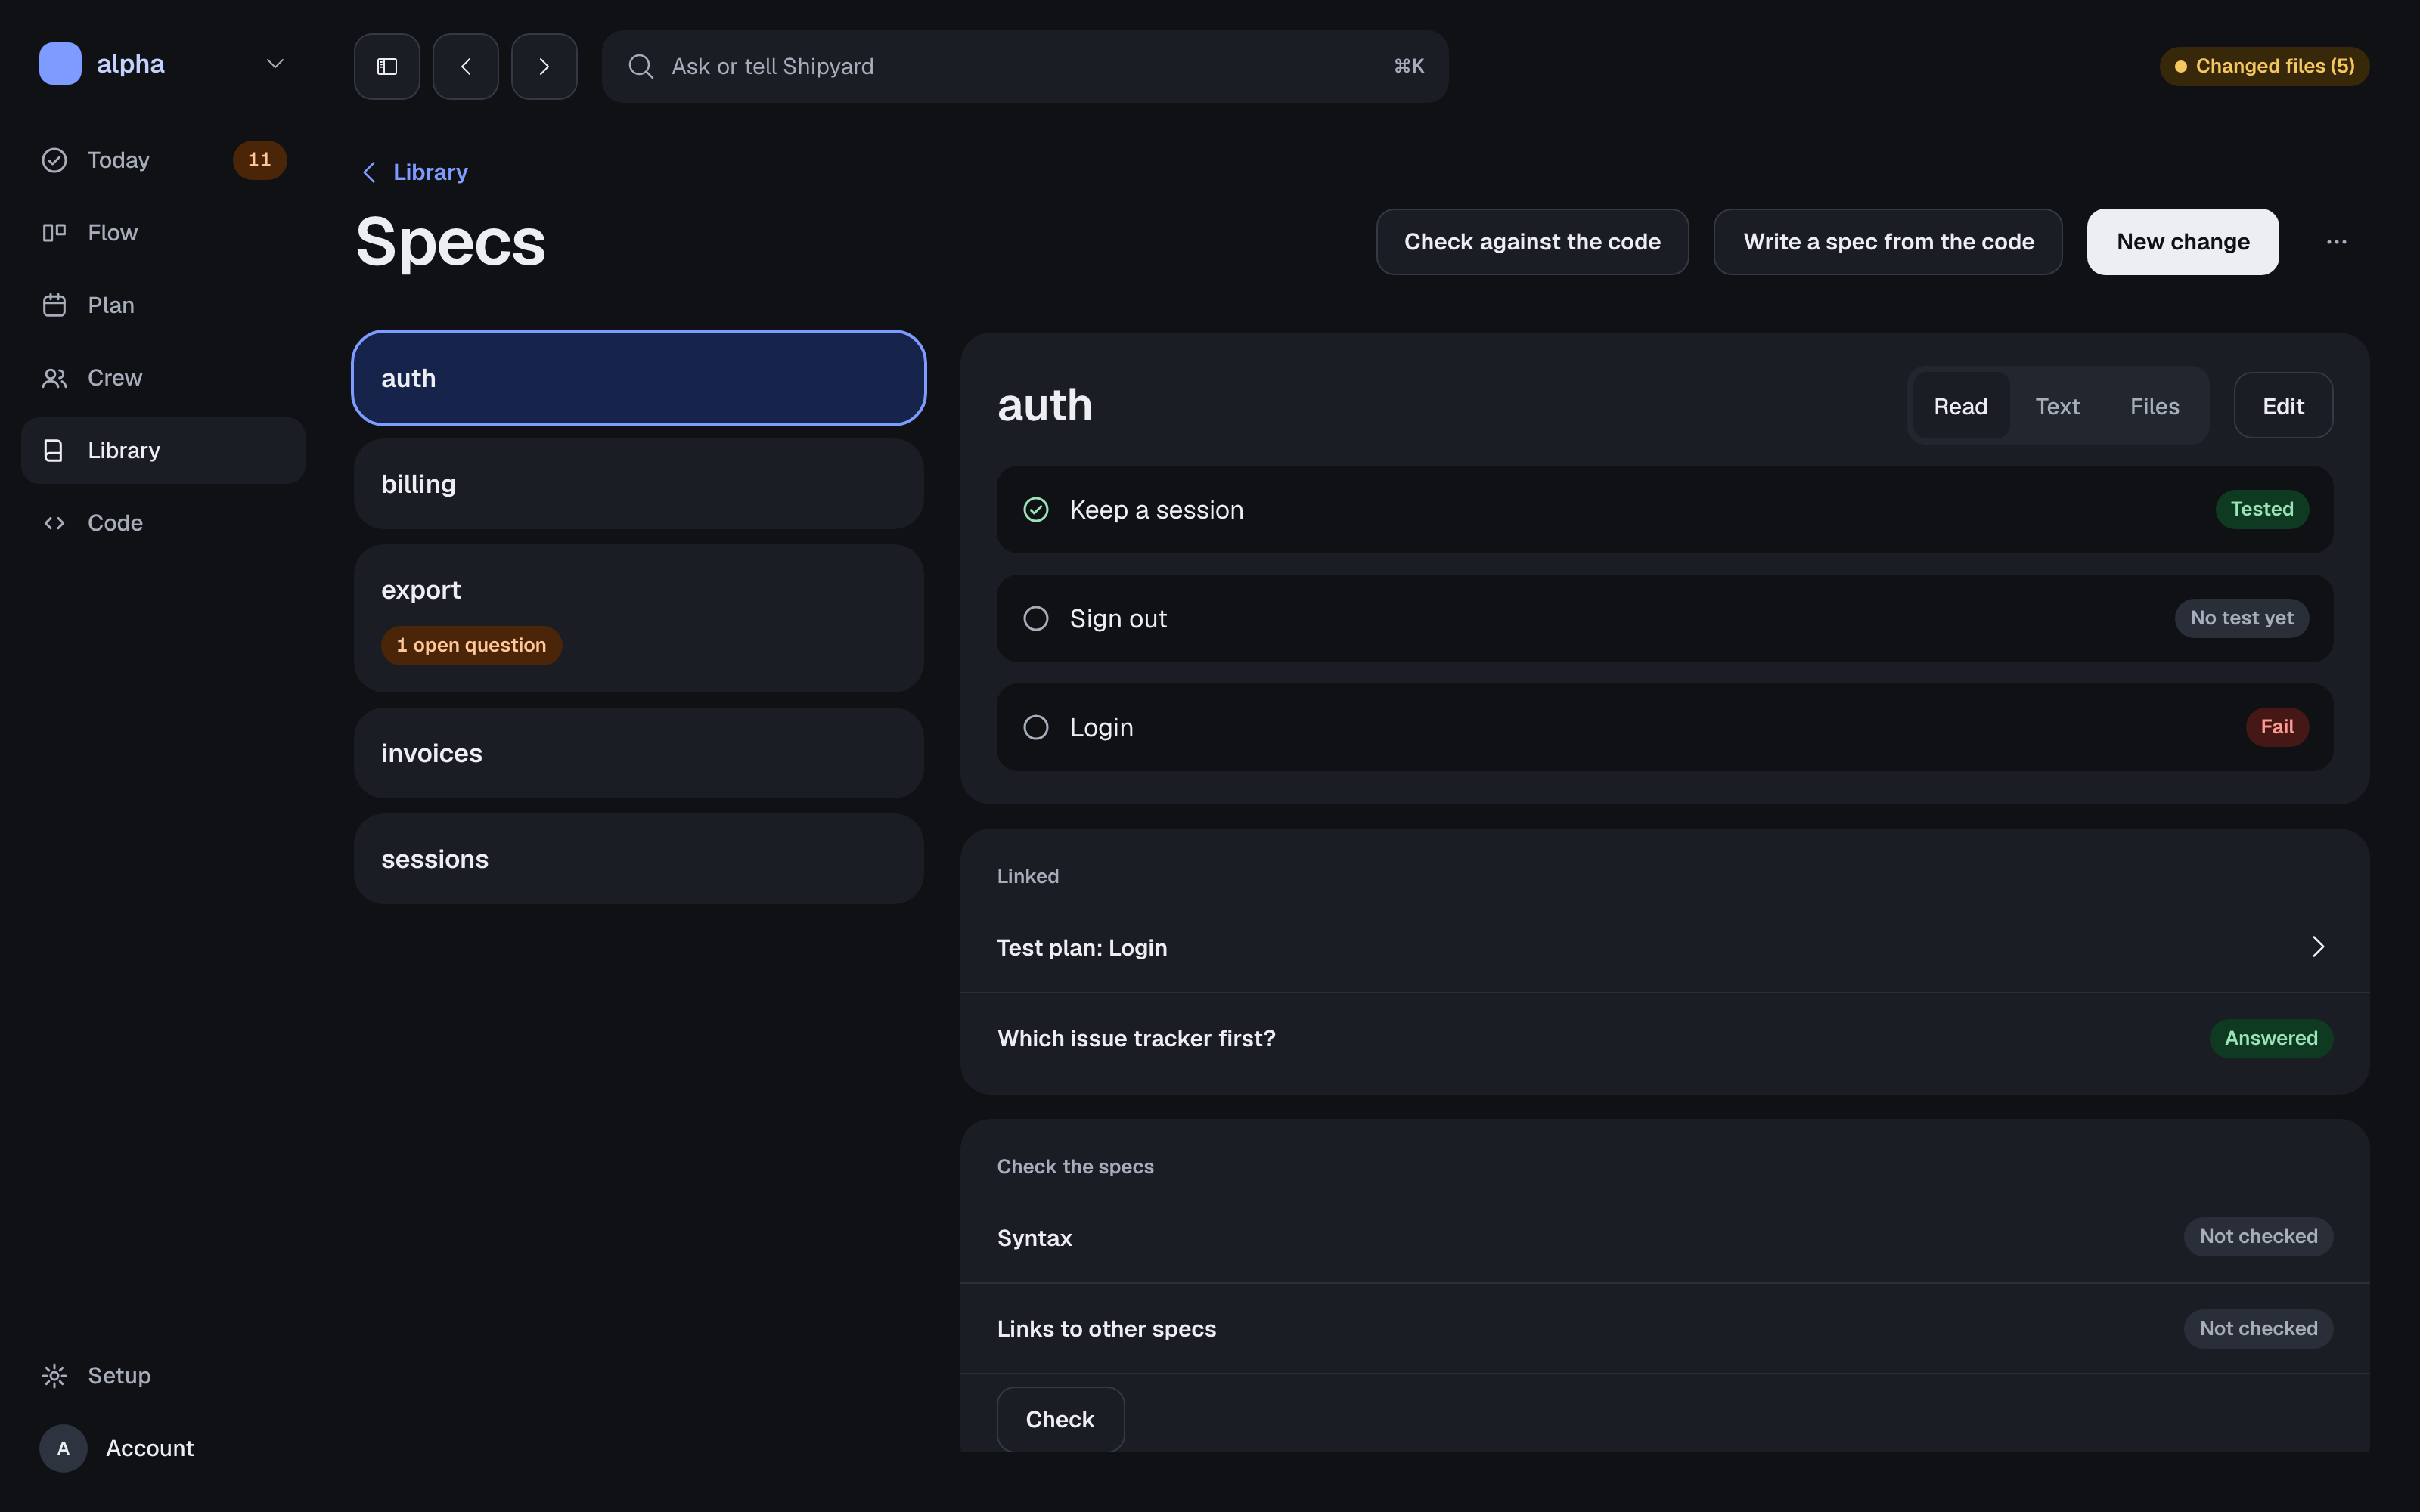 alpha
Today
11
Flow
Plan
Crew
Library
Code
Setup
A
Account
Ask or tell Shipyard
⌘K
Changed files (5)
Library
Specs
Check against the code
Write a spec from the code
New change
auth
billing
export
1 open question
invoices
sessions
auth
Read
Text
Files
Edit
Keep a session
Tested
Sign out
No test yet
Login
Fail
Linked
Test plan: Login
Which issue tracker first?
Answered
Check the specs
Syntax
Not checked
Links to other specs
Not checked
Check